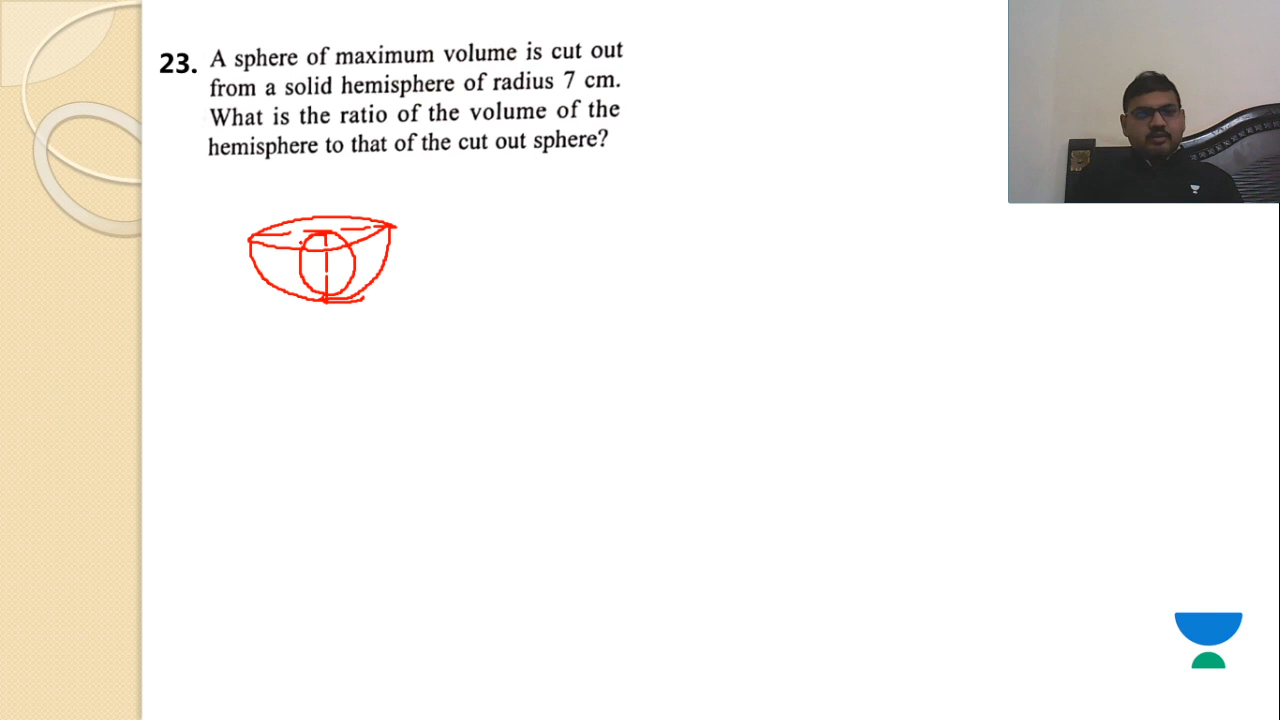 23. A sphere of maximum volume is cut out
from a solid hemisphere of radius 7 cm.
What is the ratio of the volume of the
hemisphere to that of the cut out sphere?